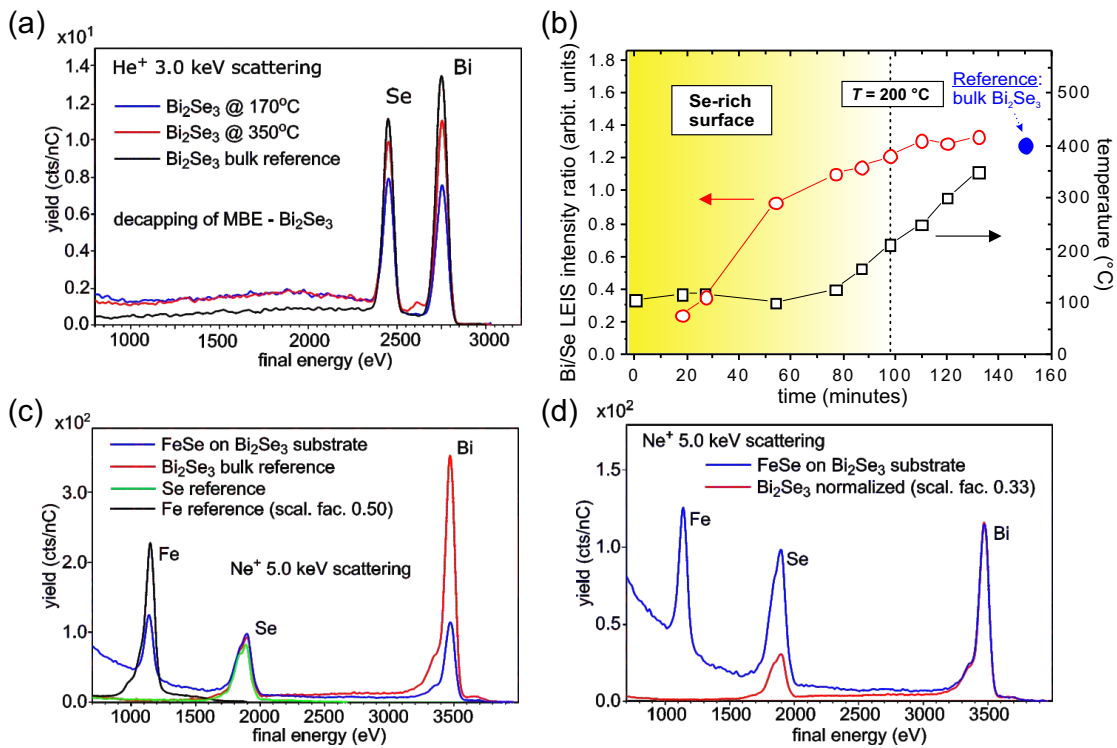 (a)
x10¹
He⁺ 3.0 keV scattering
Bi₂Se₃ @ 170°C
Bi₂Se₃ @ 350°C
Bi₂Se₃ bulk reference
decapping of MBE - Bi₂Se₃
Se
Bi
yield (cts/nC)
1.4
1.2
1.0
0.8
0.6
0.4
0.2
0.0
1000 1500 2000 2500 3000
final energy (eV)
(b)
Bi/Se LEIS intensity ratio (arbit. units)
1.8
1.6
1.4
1.2
1.0
0.8
0.6
0.4
0.2
0.0
Se-rich
surface
T = 200 °C
Reference:
bulk Bi₂Se₃
500
400
300
200
100
0
temperature (°C)
0 20 40 60 80 100 120 140 160
time (minutes)
(c)
x10²
FeSe on Bi₂Se₃ substrate
Bi₂Se₃ bulk reference
Se reference
Fe reference (scal. fac. 0.50)
Fe
Ne⁺ 5.0 keV scattering
Se
Bi
yield (cts/nC)
3.0
2.0
1.0
0.0
1000 1500 2000 2500 3000 3500
final energy (eV)
(d)
x10²
Ne⁺ 5.0 keV scattering
FeSe on Bi₂Se₃ substrate
Bi₂Se₃ normalized (scal. fac. 0.33)
Fe
Se
Bi
yield (cts/nC)
1.5
1.0
0.5
0.0
1000 1500 2000 2500 3000 3500
final energy (eV)